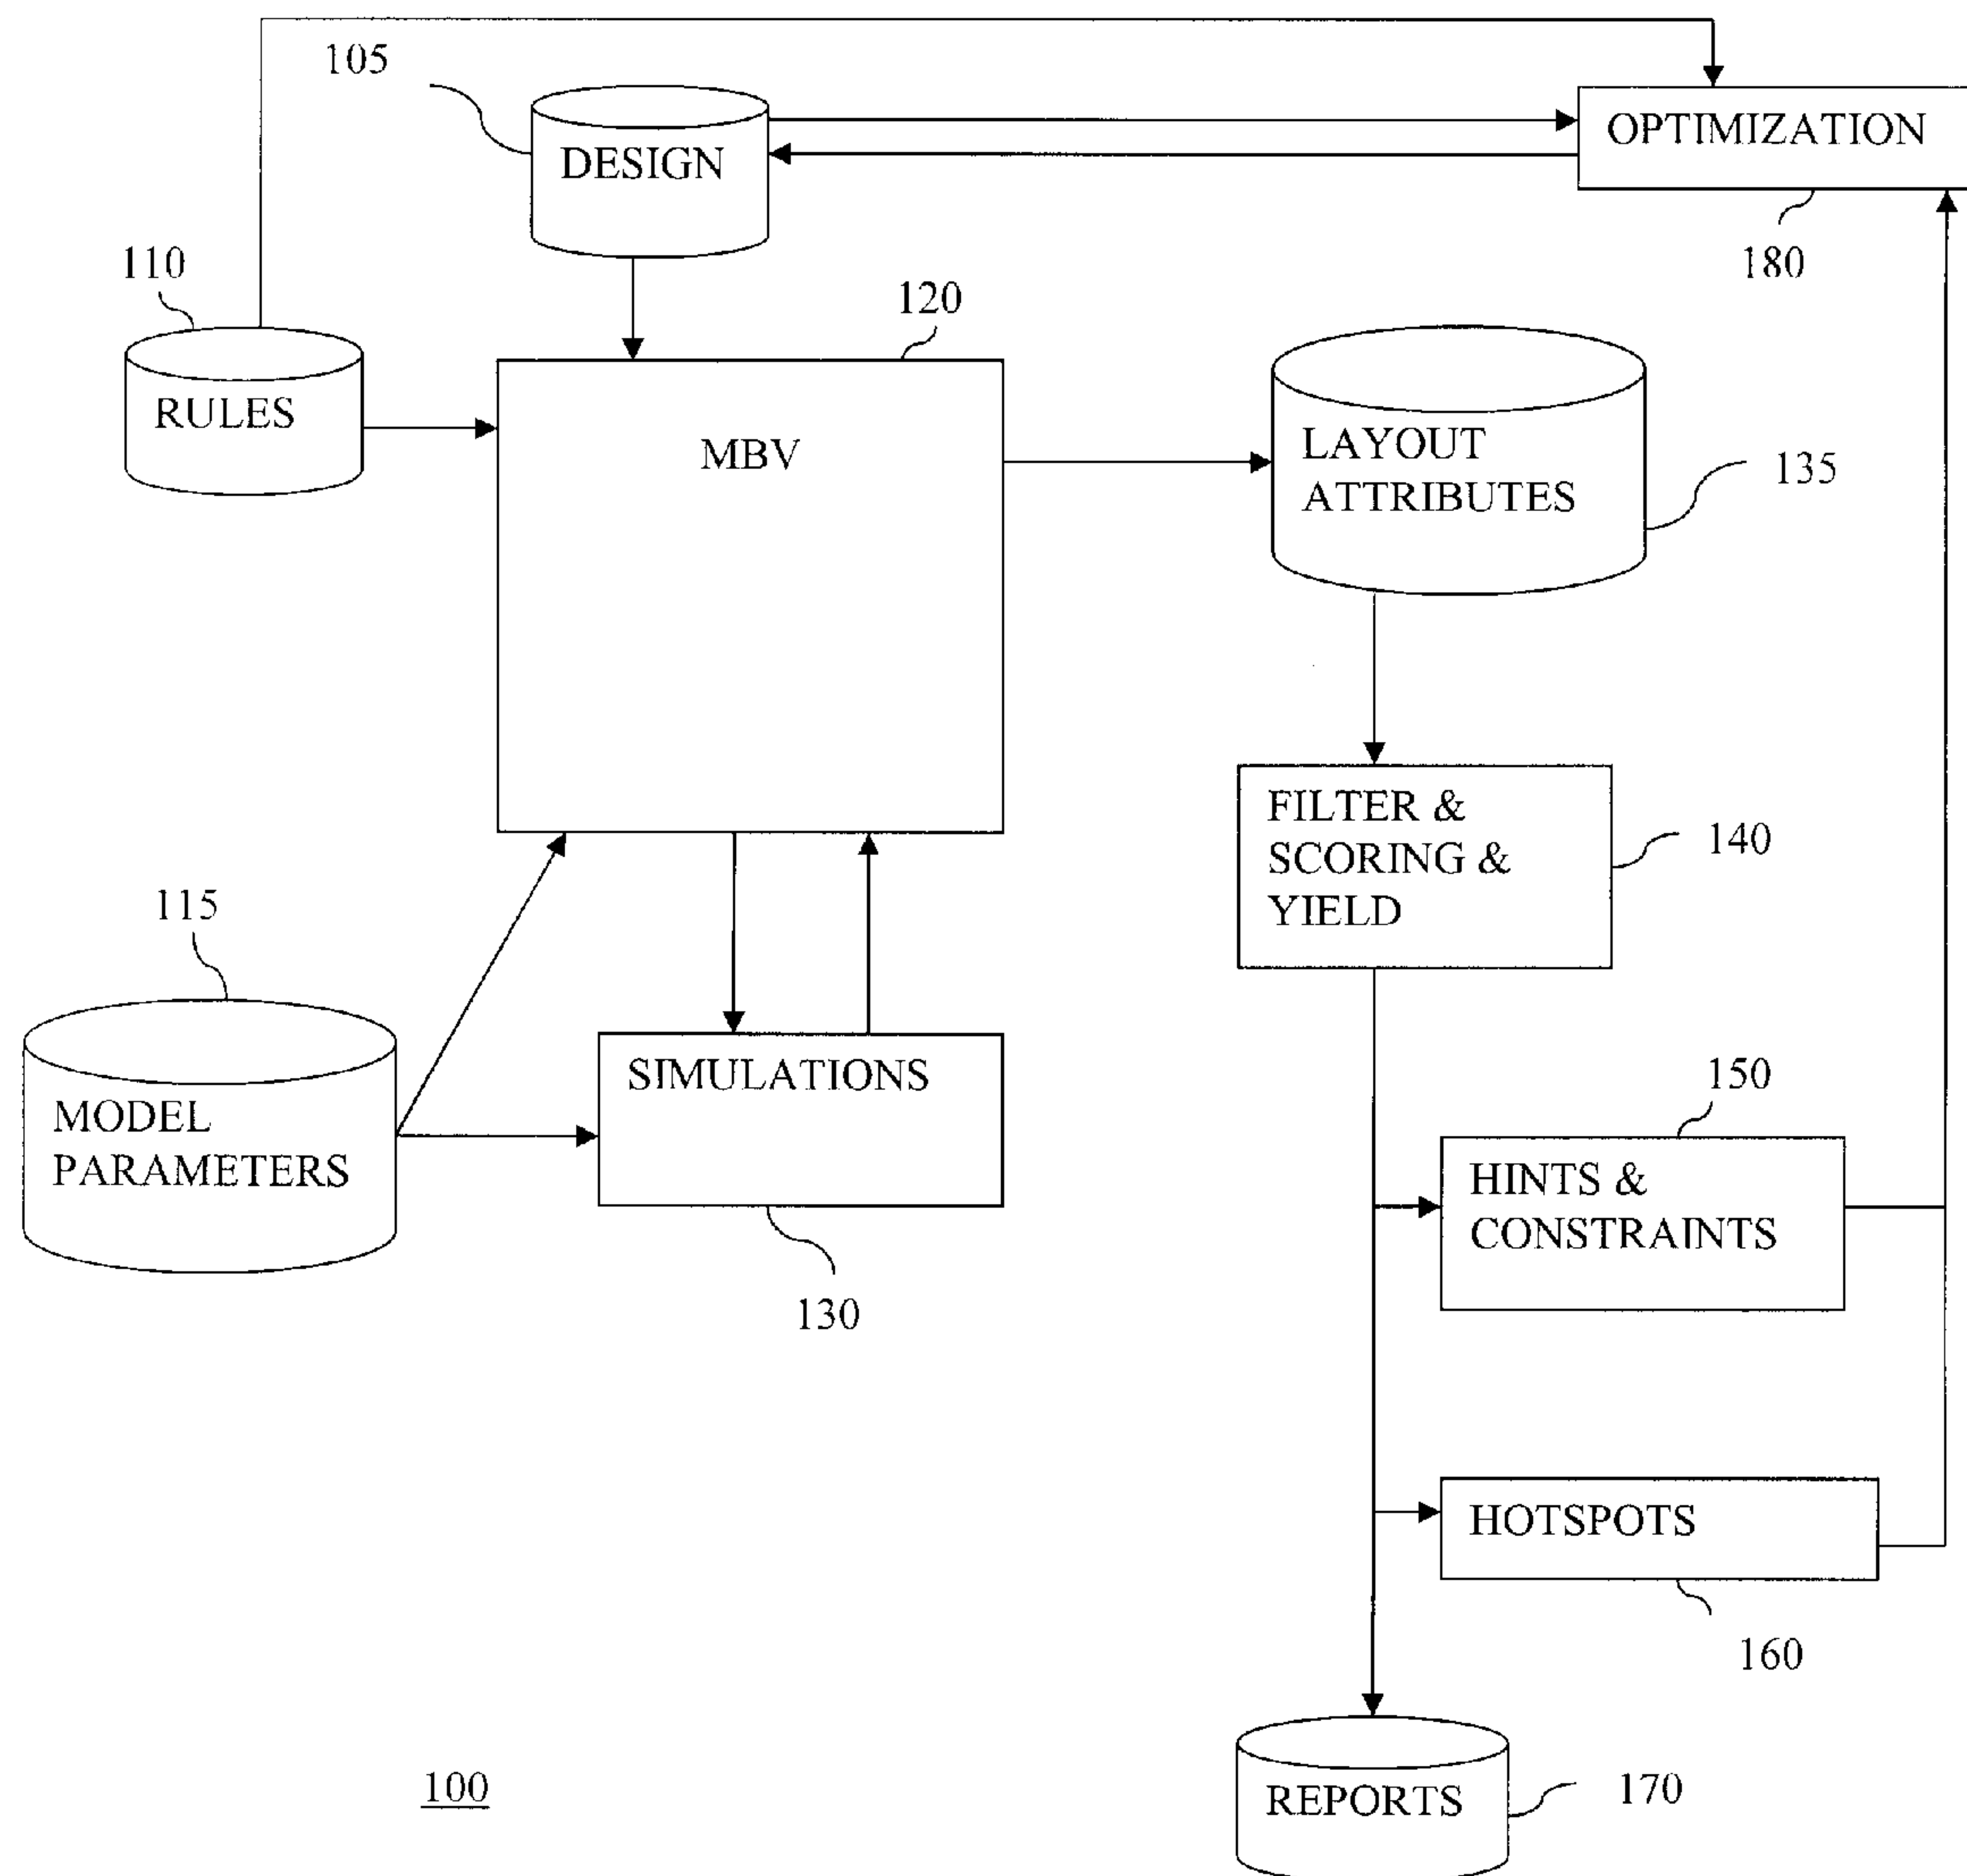 105
DESIGN
OPTIMIZATION
180
110
RULES
120
MBV
LAYOUT
ATTRIBUTES
135
FILTER &
SCORING &
YIELD
140
115
MODEL
PARAMETERS
SIMULATIONS
130
150
HINTS &
CONSTRAINTS
HOTSPOTS
160
REPORTS
170
100